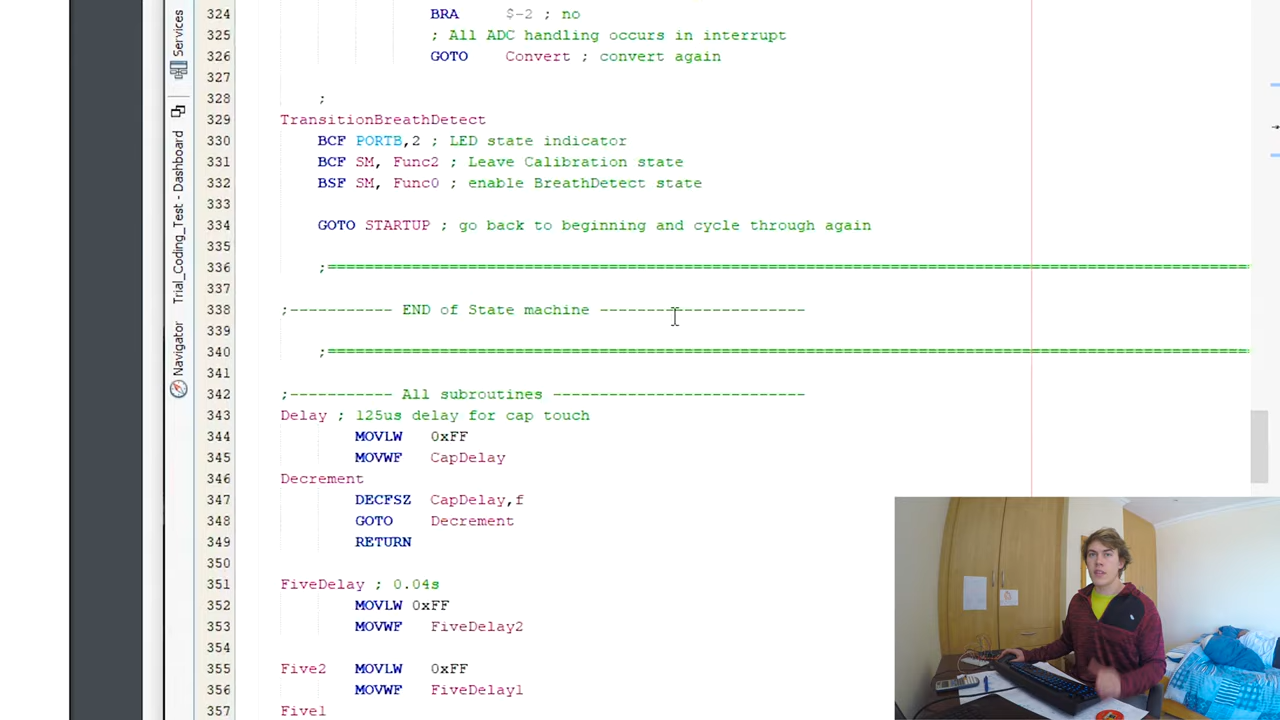 Services
Trial_Coding_Test - Dashboard
Navigator
324 BRA $-2 ; no
325 ; All ADC handling occurs in interrupt
326 GOTO Convert ; convert again
327
328 ;
329 TransitionBreathDetect
330 BCF PORTB,2 ; LED state indicator
331 BCF SM, Func2 ; Leave Calibration state
332 BSF SM, Func0 ; enable BreathDetect state
333
334 GOTO STARTUP ; go back to beginning and cycle through again
335
336 ;==================================================================================================
337
338 ;----------- END of State machine ----------------------
339
340 ;==================================================================================================
341
342 ;----------- All subroutines ---------------------------
343 Delay ; 125us delay for cap touch
344 MOVLW 0xFF
345 MOVWF CapDelay
346 Decrement
347 DECFSZ CapDelay,f
348 GOTO Decrement
349 RETURN
350
351 FiveDelay ; 0.04s
352 MOVLW 0xFF
353 MOVWF FiveDelay2
354
355 Five2 MOVLW 0xFF
356 MOVWF FiveDelay1
357 Five1